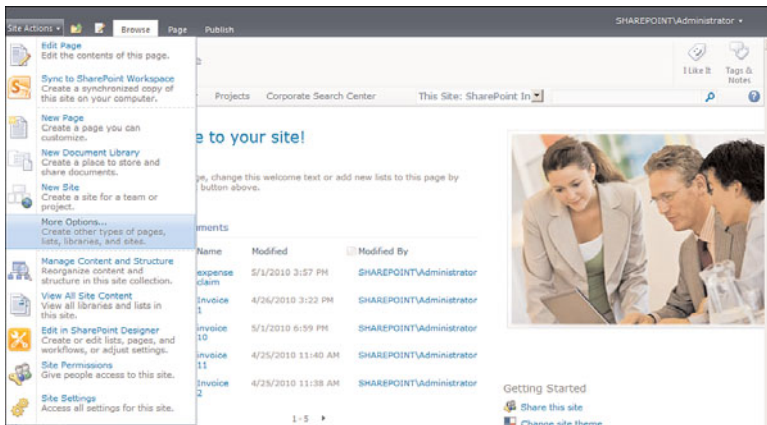 Site Actions
Browse
Page
Publish
SHAREPOINT\Administrator
Edit Page
Edit the contents of this page.
Sync to SharePoint Workspace
Create a synchronized copy of
this site on your computer.
New Page
Create a page you can
customize.
New Document Library
Create a place to store and
share documents.
New Site
Create a site for a team or
project.
More Options...
Create other types of pages,
lists, libraries, and sites.
Manage Content and Structure
Reorganize content and
structure in this site collection.
View All Site Content
View all libraries and lists in
this site.
Edit in SharePoint Designer
Create or edit lists, pages, and
workflows, or adjust settings.
Site Permissions
Give people access to this site.
Site Settings
Access all settings for this site.
I Like It
Tags &
Notes
Projects
Corporate Search Center
This Site: SharePoint In
e to your site!
ge, change this welcome text or add new lists to this page by
button above.
uments
Name
Modified
Modified By
expense
claim
5/1/2010 3:57 PM
SHAREPOINT\Administrator
Invoice
1
4/26/2010 3:22 PM
SHAREPOINT\Administrator
invoice
10
5/1/2010 6:59 PM
SHAREPOINT\Administrator
invoice
11
4/25/2010 11:40 AM
SHAREPOINT\Administrator
Invoice
2
4/25/2010 11:38 AM
SHAREPOINT\Administrator
1-5
Getting Started
Share this site
Change site theme